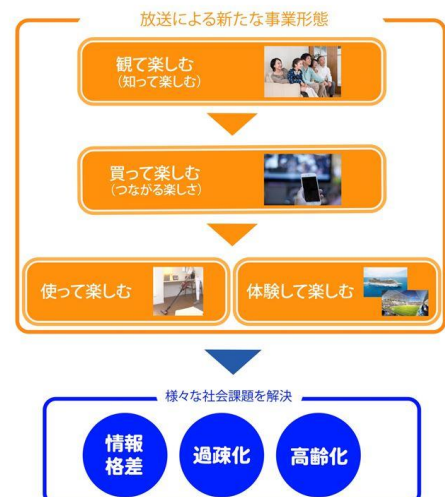 放送による新たな事業形態
観て楽しむ
(知って楽しむ)
買って楽しむ
(つながる楽しさ)
使って楽しむ
体験して楽しむ
様々な社会課題を解決
情報
格差
過疎化
高齢化